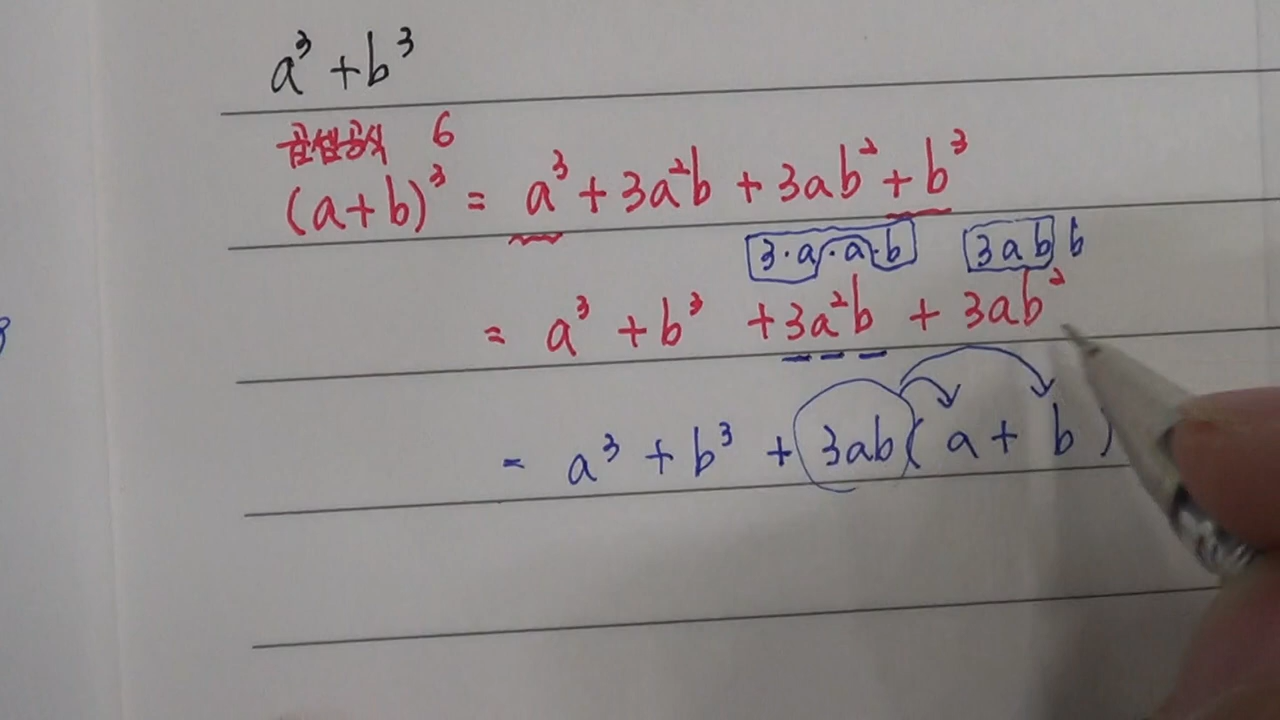 a³ + b³
곱셈공식 6
(a+b)³ = a³ + 3a²b + 3ab² + b³
3·a·a·b 3ab b
= a³ + b³ + 3a²b + 3ab²
= a³ + b³ + 3ab( a + b )